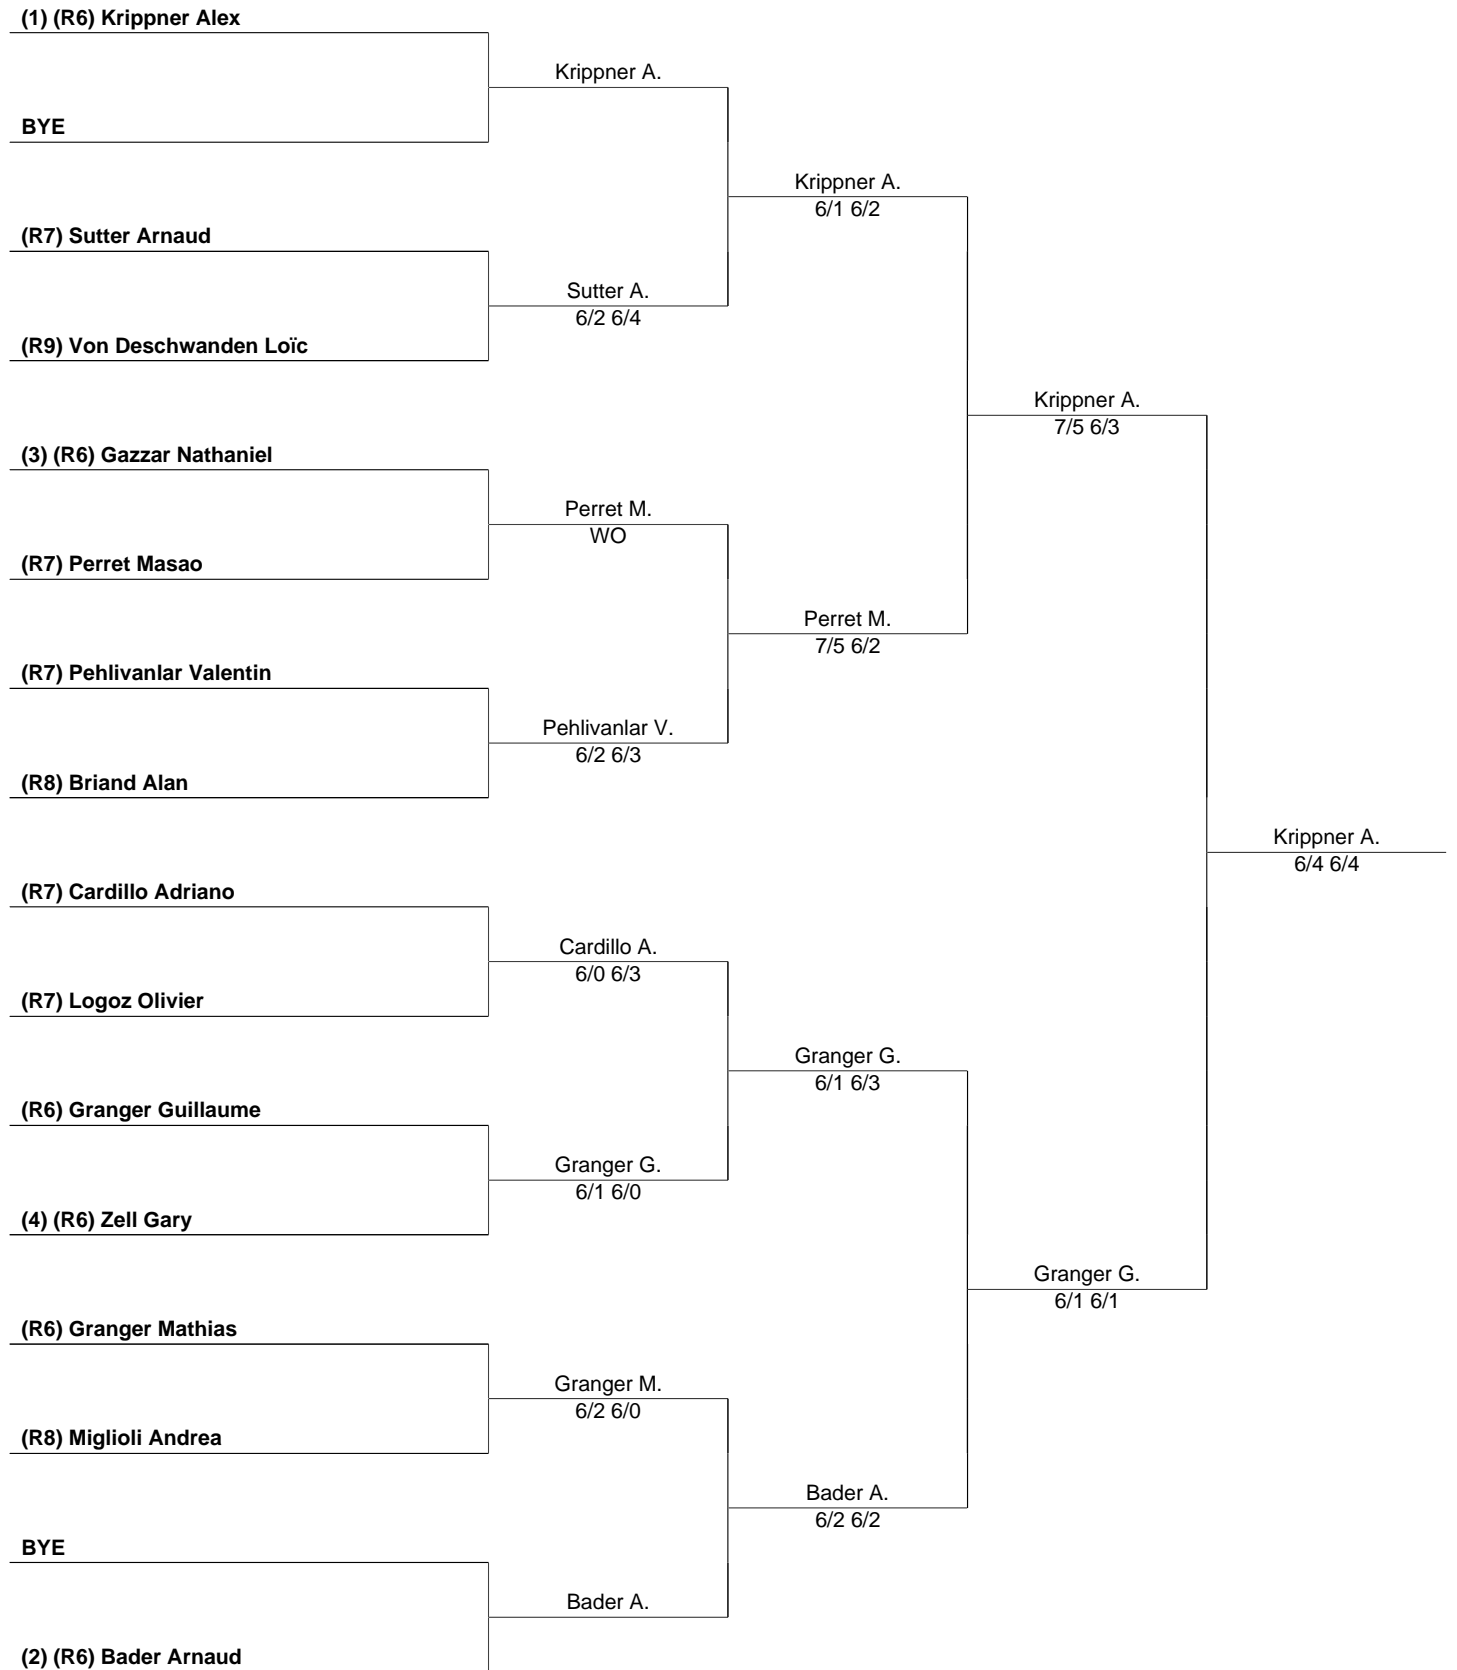 (1) (R6) Krippner Alex
Krippner A.
BYE
Krippner A.
6/1 6/2
(R7) Sutter Arnaud
Sutter A.
6/2 6/4
(R9) Von Deschwanden Loïc
Krippner A.
7/5 6/3
(3) (R6) Gazzar Nathaniel
Perret M.
WO
(R7) Perret Masao
Perret M.
7/5 6/2
(R7) Pehlivanlar Valentin
Pehlivanlar V.
6/2 6/3
(R8) Briand Alan
Krippner A.
6/4 6/4
(R7) Cardillo Adriano
Cardillo A.
6/0 6/3
(R7) Logoz Olivier
Granger G.
6/1 6/3
(R6) Granger Guillaume
Granger G.
6/1 6/0
(4) (R6) Zell Gary
Granger G.
6/1 6/1
(R6) Granger Mathias
Granger M.
6/2 6/0
(R8) Miglioli Andrea
Bader A.
6/2 6/2
BYE
Bader A.
(2) (R6) Bader Arnaud